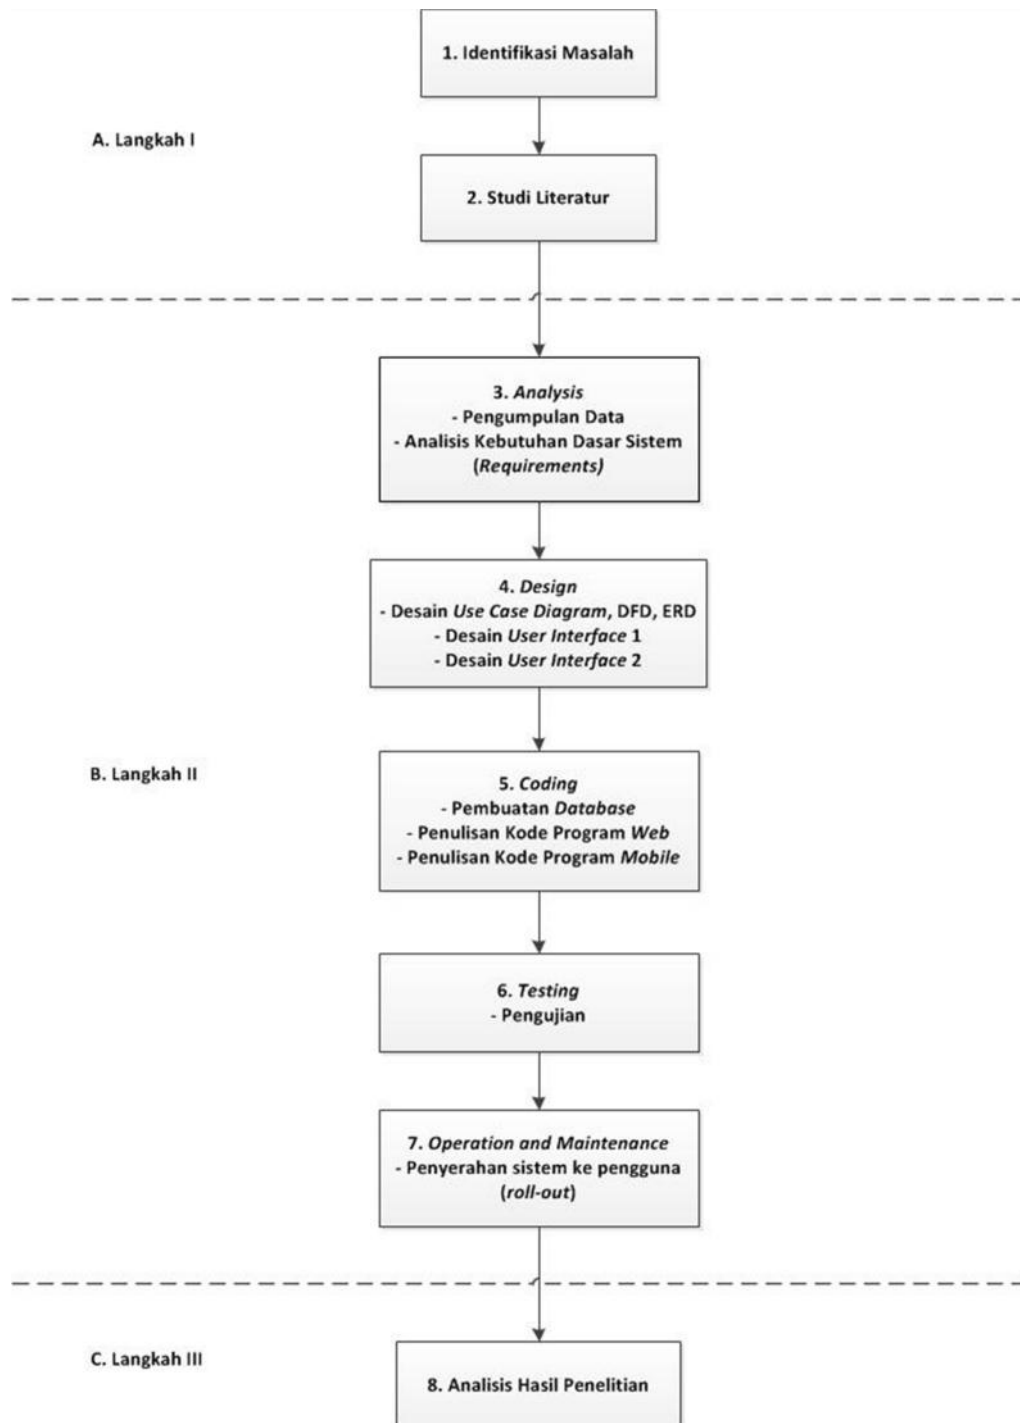 1. Identifikasi Masalah
A. Langkah I
2. Studi Literatur
3. Analysis
- Pengumpulan Data
- Analisis Kebutuhan Dasar Sistem
(Requirements)
4. Design
- Desain Use Case Diagram, DFD, ERD
- Desain User Interface 1
- Desain User Interface 2
B. Langkah II
5. Coding
- Pembuatan Database
- Penulisan Kode Program Web
- Penulisan Kode Program Mobile
6. Testing
- Pengujian
7. Operation and Maintenance
- Penyerahan sistem ke pengguna
(roll-out)
C. Langkah III
8. Analisis Hasil Penelitian